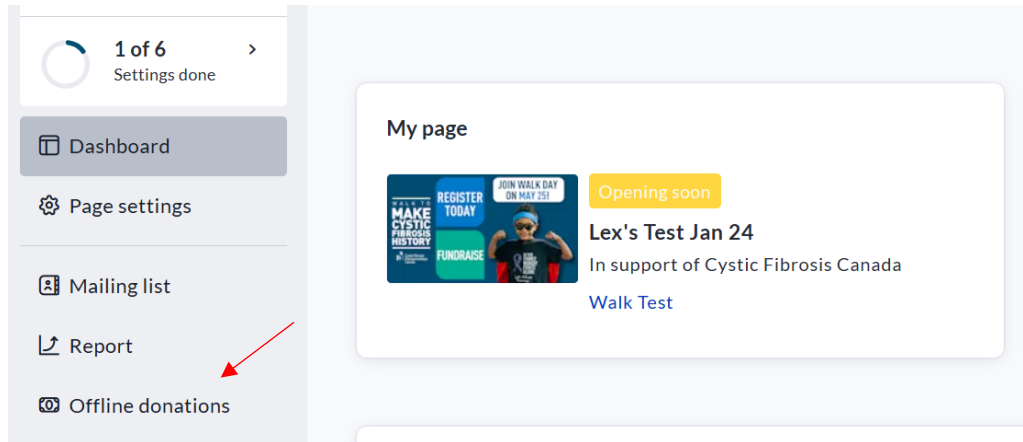 1 of 6
Settings done
Dashboard
Page settings
Mailing list
Report
Offline donations
My page
WALK TO
MAKE
CYSTIC
FIBROSIS
HISTORY
REGISTER
TODAY
FUNDRAISE
JOIN WALK DAY
ON MAY 25!
Opening soon
Lex's Test Jan 24
In support of Cystic Fibrosis Canada
Walk Test